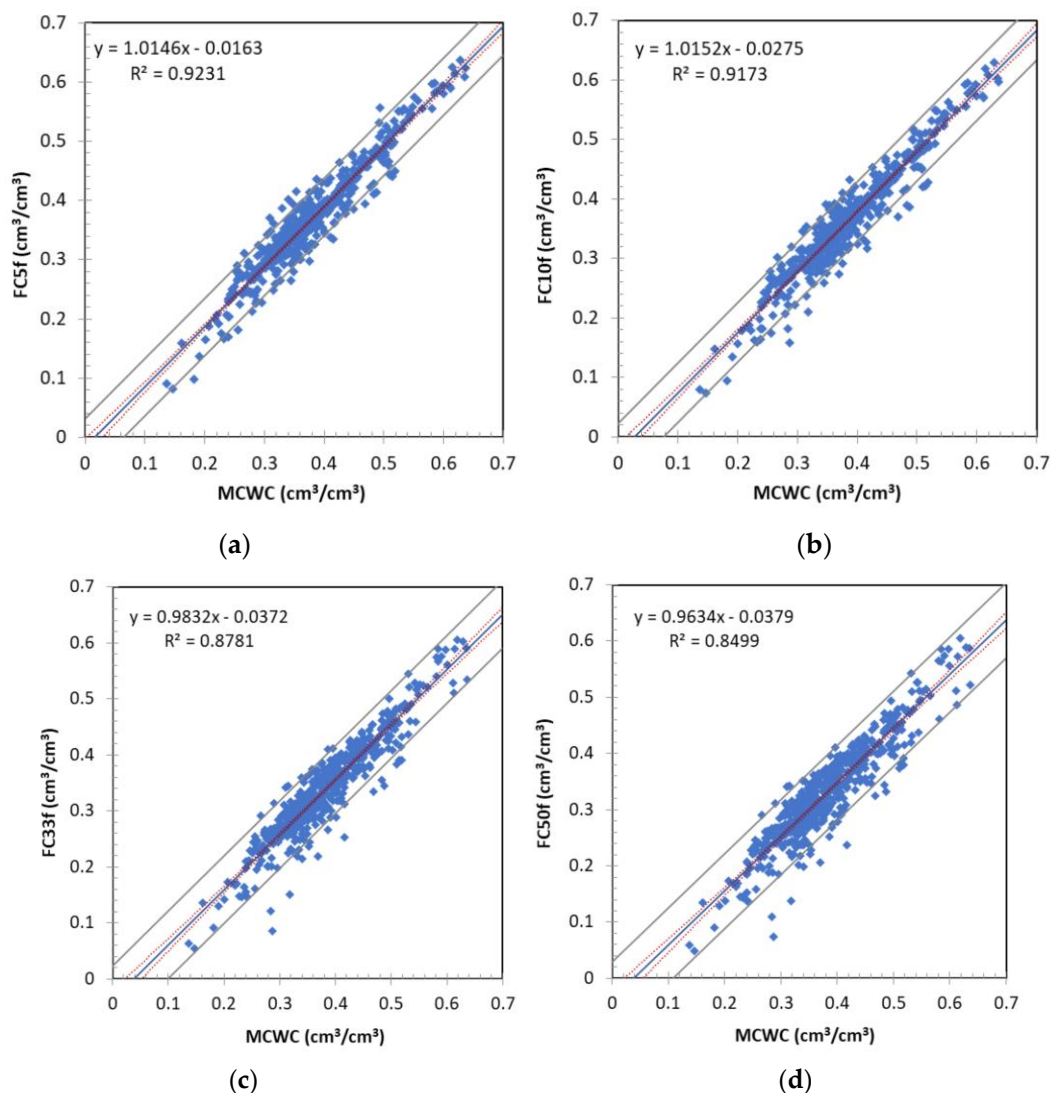 y = 1.0146x - 0.0163
R² = 0.9231
FC5f (cm³/cm³)
0.7
0.6
0.5
0.4
0.3
0.2
0.1
0
0 0.1 0.2 0.3 0.4 0.5 0.6 0.7
MCWC (cm³/cm³)
(a)
y = 1.0152x - 0.0275
R² = 0.9173
FC10f (cm³/cm³)
0.7
0.6
0.5
0.4
0.3
0.2
0.1
0
0 0.1 0.2 0.3 0.4 0.5 0.6 0.7
MCWC (cm³/cm³)
(b)
y = 0.9832x - 0.0372
R² = 0.8781
FC33f (cm³/cm³)
0.7
0.6
0.5
0.4
0.3
0.2
0.1
0
0 0.1 0.2 0.3 0.4 0.5 0.6 0.7
MCWC (cm³/cm³)
(c)
y = 0.9634x - 0.0379
R² = 0.8499
FC50f (cm³/cm³)
0.7
0.6
0.5
0.4
0.3
0.2
0.1
0
0 0.1 0.2 0.3 0.4 0.5 0.6 0.7
MCWC (cm³/cm³)
(d)